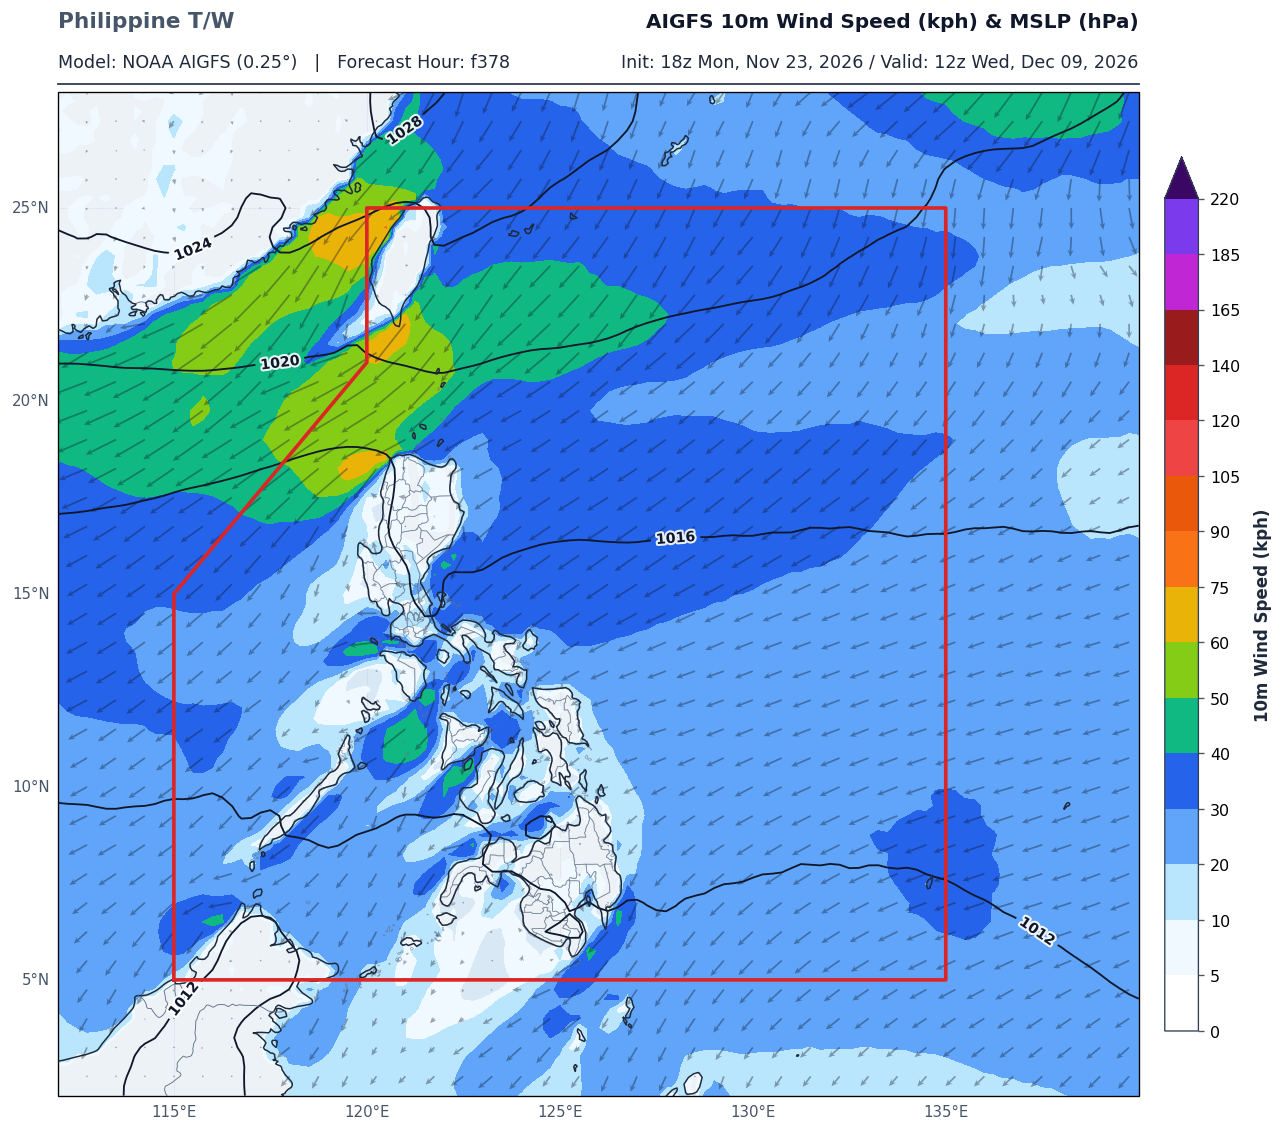 Philippine T/W
AIGFS 10m Wind Speed (kph) & MSLP (hPa)
Model: NOAA AIGFS (0.25°) | Forecast Hour: f378
Init: 18z Mon, Nov 23, 2026 / Valid: 12z Wed, Dec 09, 2026
1028
1024
1020
1016
1012
1012
25°N
20°N
15°N
10°N
5°N
115°E
120°E
125°E
130°E
135°E
220
185
165
140
120
105
90
75
60
50
40
30
20
10
5
0
10m Wind Speed (kph)